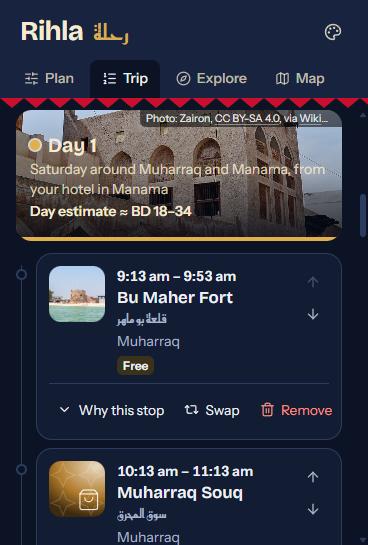 Rihla رحلة
Plan
Trip
Explore
Map
Photo: Zairon, CC BY-SA 4.0, via Wiki...
Day 1
Saturday around Muharraq and Manama, from
your hotel in Manama
Day estimate ≈ BD 18–34
9:13 am – 9:53 am
Bu Maher Fort
قلعة بو ماهر
Muharraq
Free
Why this stop
Swap
Remove
10:13 am – 11:13 am
Muharraq Souq
سوق المحرق
Muharraq